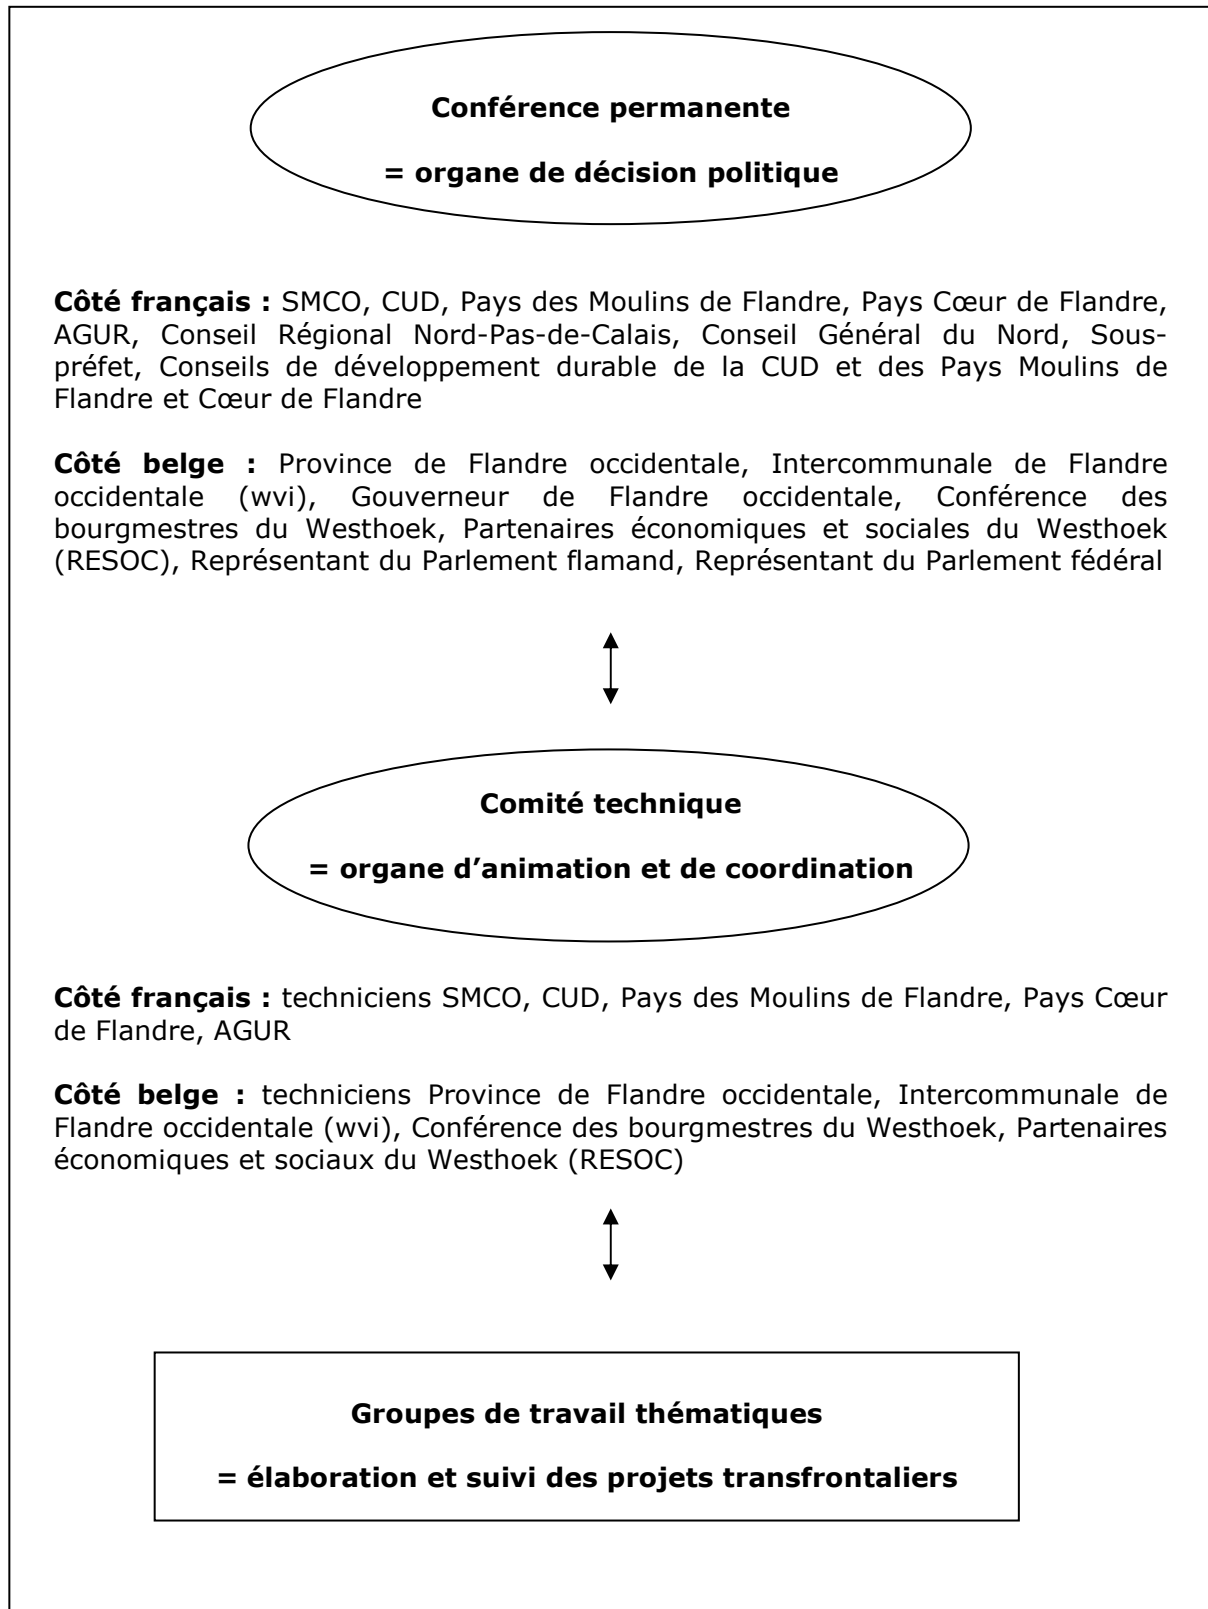 Conférence permanente
= organe de décision politique
Côté français : SMCO, CUD, Pays des Moulins de Flandre, Pays Cœur de Flandre,
AGUR, Conseil Régional Nord-Pas-de-Calais, Conseil Général du Nord, Sous-
préfet, Conseils de développement durable de la CUD et des Pays Moulins de
Flandre et Cœur de Flandre
Côté belge : Province de Flandre occidentale, Intercommunale de Flandre
occidentale (wvi), Gouverneur de Flandre occidentale, Conférence des
bourgmestres du Westhoek, Partenaires économiques et sociales du Westhoek
(RESOC), Représentant du Parlement flamand, Représentant du Parlement fédéral
Comité technique
= organe d’animation et de coordination
Côté français : techniciens SMCO, CUD, Pays des Moulins de Flandre, Pays Cœur
de Flandre, AGUR
Côté belge : techniciens Province de Flandre occidentale, Intercommunale de
Flandre occidentale (wvi), Conférence des bourgmestres du Westhoek, Partenaires
économiques et sociaux du Westhoek (RESOC)
Groupes de travail thématiques
= élaboration et suivi des projets transfrontaliers